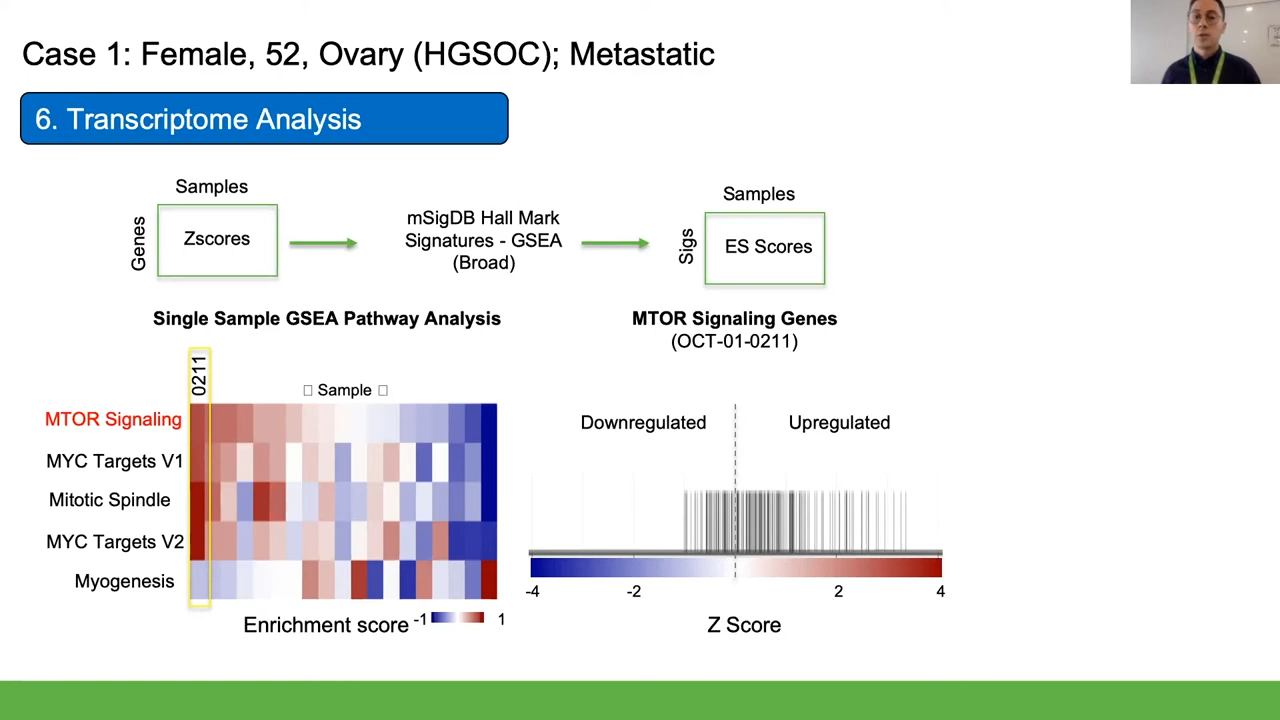 Case 1: Female, 52, Ovary (HGSOC); Metastatic
6. Transcriptome Analysis
Samples
Genes
Zscores
mSigDB Hall Mark
Signatures - GSEA
(Broad)
Samples
Sigs
ES Scores
Single Sample GSEA Pathway Analysis
0211
Sample
MTOR Signaling
MYC Targets V1
Mitotic Spindle
MYC Targets V2
Myogenesis
Enrichment score -1 1
MTOR Signaling Genes
(OCT-01-0211)
Downregulated Upregulated
-4 -2 2 4
Z Score